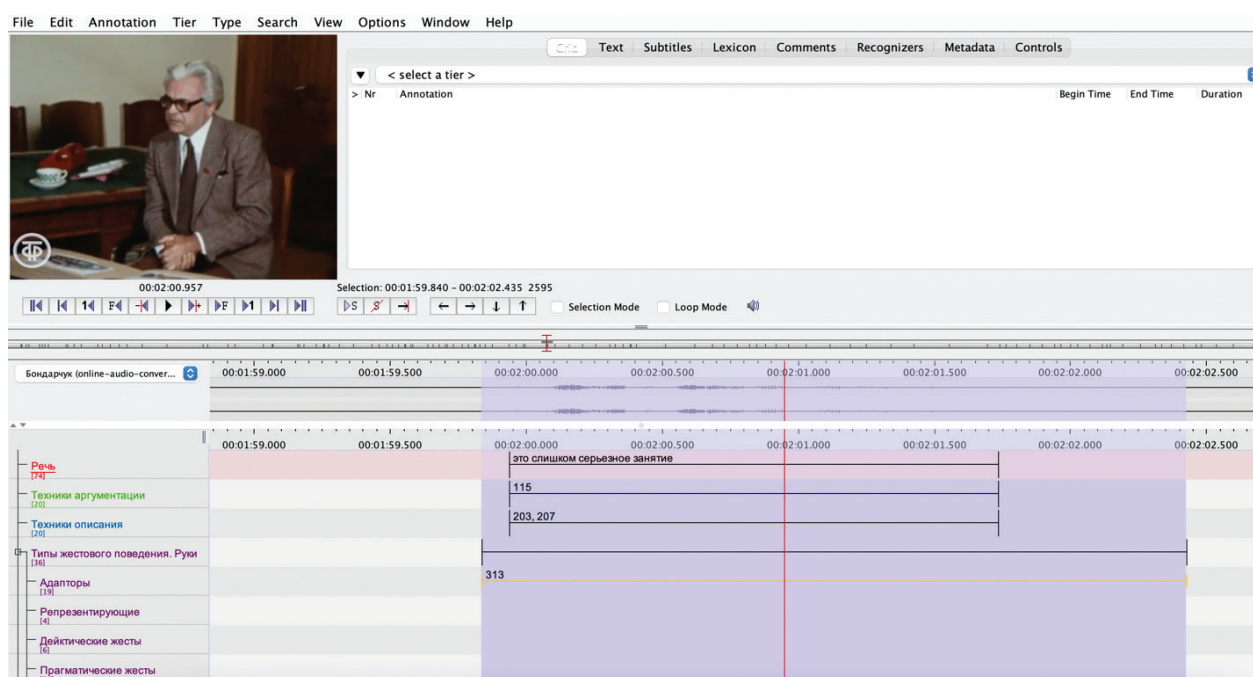 File Edit Annotation Tier Type Search View Options Window Help
Text Subtitles Lexicon Comments Recognizers Metadata Controls
< select a tier >
> Nr Annotation Begin Time End Time Duration
00:02:00.957
Selection: 00:01:59.840 - 00:02:02.435 2595
1 F + F 1 S S Selection Mode Loop Mode
Бондарчук (online-audio-conver...
00:01:59.000 00:01:59.500 00:02:00.000 00:02:00.500 00:02:01.000 00:02:01.500 00:02:02.000 00:02:02.500
00:01:59.000 00:01:59.500 00:02:00.000 00:02:00.500 00:02:01.000 00:02:01.500 00:02:02.000 00:02:02.500
Речь это слишком серьезное занятие
[74]
Техники аргументации 115
[20]
Техники описания 203, 207
[20]
Типы жестового поведения. Руки
[36]
Адапторы 313
[19]
Репрезентирующие
[4]
Дейктические жесты
[6]
Прагматические жесты